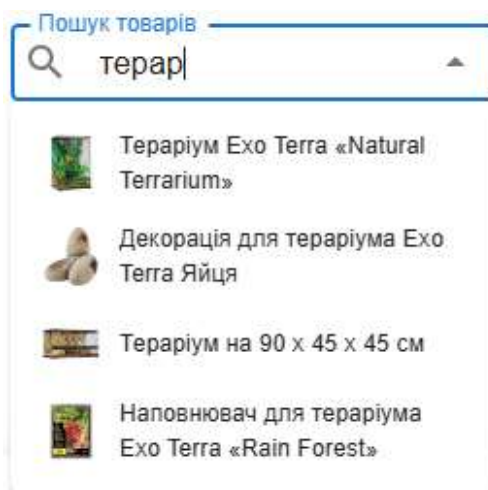 Пошук товарів
терар
Тераріум Exo Terra «Natural
Terrarium»
Декорація для тераріума Exo
Terra Яйця
Тераріум на 90 x 45 x 45 см
Наповнювач для тераріума
Exo Terra «Rain Forest»